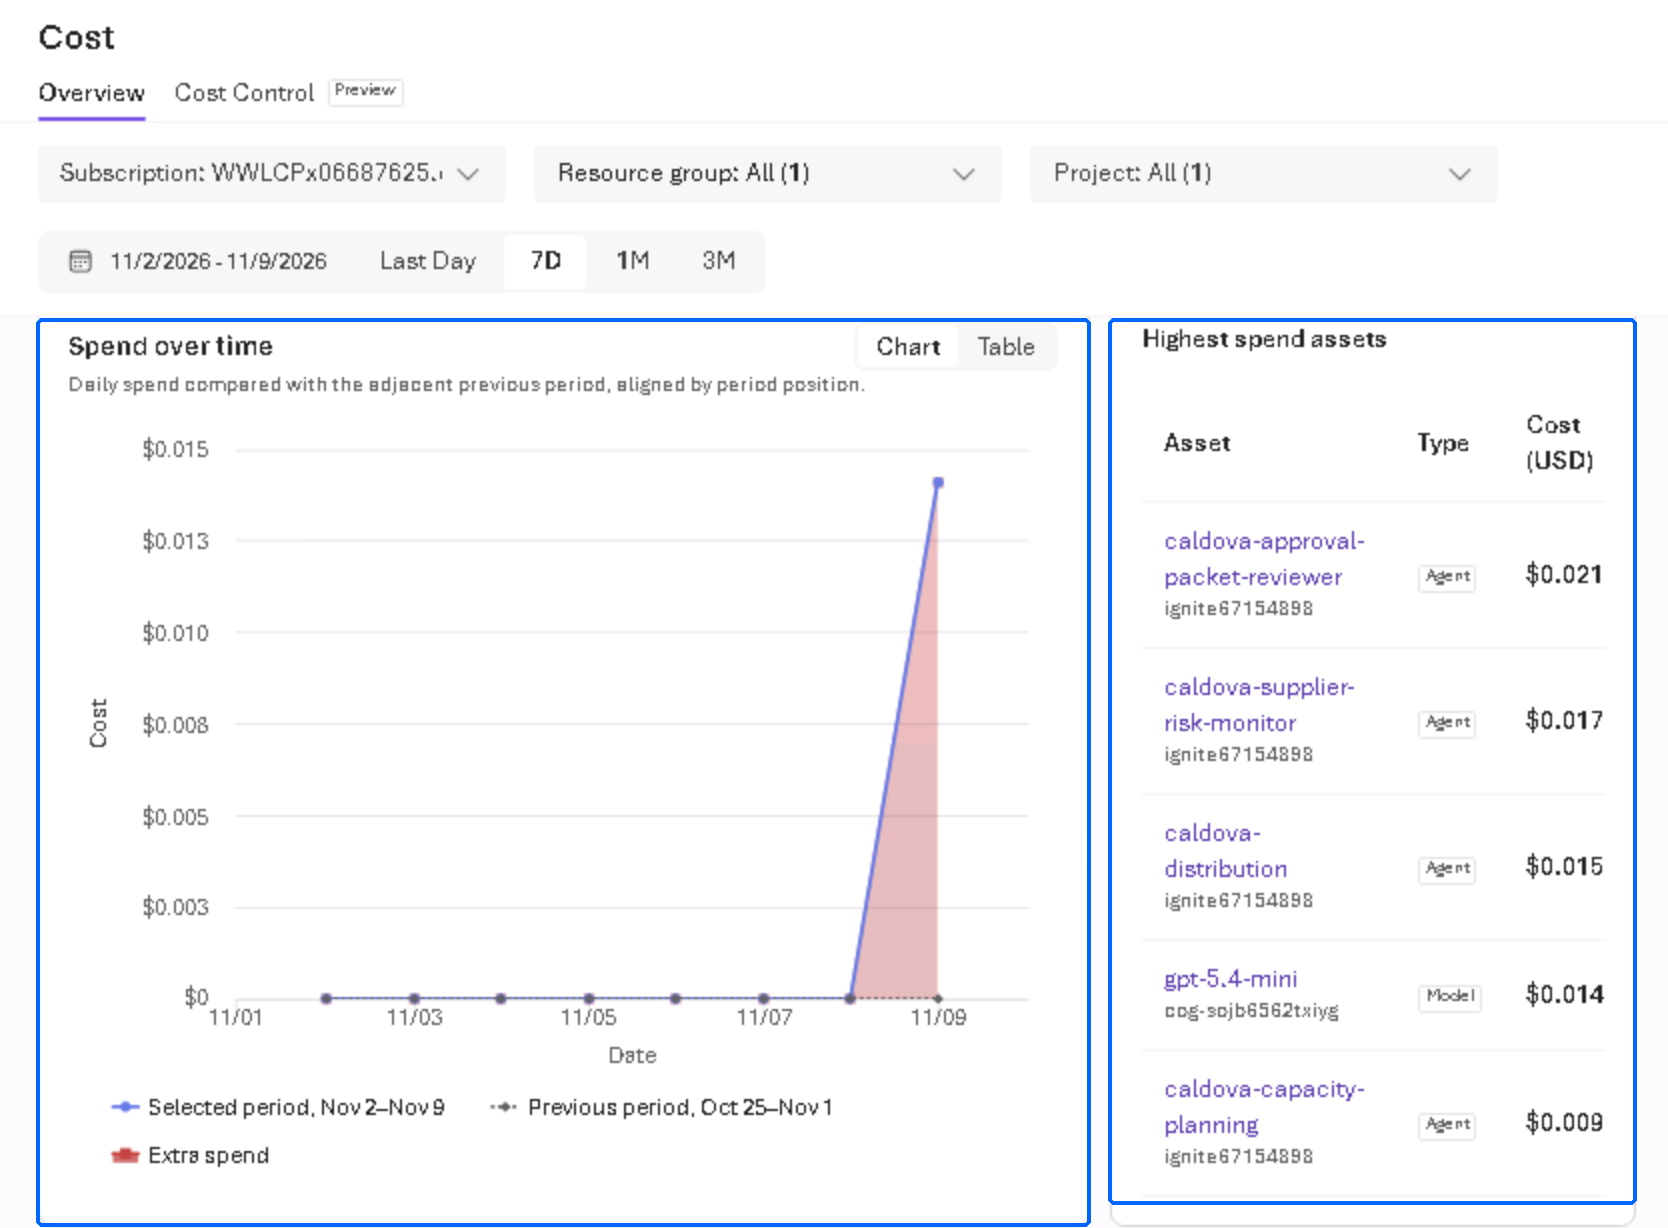 Cost
Overview
Cost Control
Preview
Subscription: WWLCPx06687625.
Resource group: All (1)
Project: All (1)
11/2/2026 - 11/9/2026
Last Day
7D
1M
3M
Spend over time
Chart
Table
Daily spend compared with the adjacent previous period, aligned by period position.
$0.015
$0.013
$0.010
$0.008
$0.005
$0.003
$0
Cost
11/01
11/03
11/05
11/07
11/09
Date
Selected period, Nov 2–Nov 9
Previous period, Oct 25–Nov 1
Extra spend
Highest spend assets
Asset
Type
Cost
(USD)
caldova-approval-
packet-reviewer
ignite67154898
Agent
$0.021
caldova-supplier-
risk-monitor
ignite67154898
Agent
$0.017
caldova-
distribution
ignite67154898
Agent
$0.015
gpt-5.4-mini
cog-sojb6562txiyg
Model
$0.014
caldova-capacity-
planning
ignite67154898
Agent
$0.009